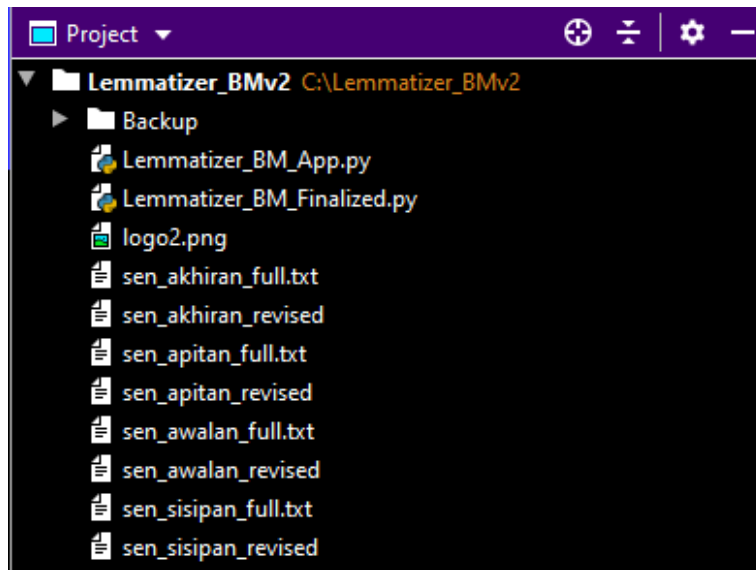 Project
Lemmatizer_BMv2 C:\Lemmatizer_BMv2
Backup
Lemmatizer_BM_App.py
Lemmatizer_BM_Finalized.py
logo2.png
sen_akhiran_full.txt
sen_akhiran_revised
sen_apitan_full.txt
sen_apitan_revised
sen_awalan_full.txt
sen_awalan_revised
sen_sisipan_full.txt
sen_sisipan_revised